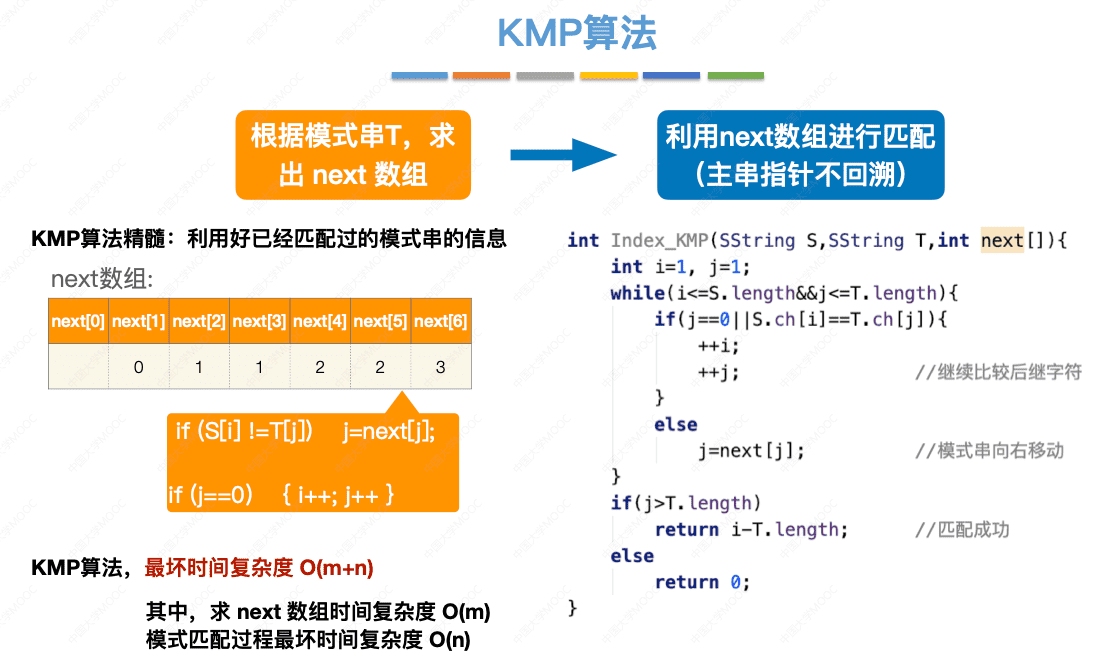 KMP算法
根据模式串T，求
出 next 数组
利用next数组进行匹配
（主串指针不回溯）
KMP算法精髓：利用好已经匹配过的模式串的信息
next数组:
next[0] next[1] next[2] next[3] next[4] next[5] next[6]
0 1 1 2 2 3
if (S[i] !=T[j]) j=next[j];
if (j==0) { i++; j++ }
KMP算法，最坏时间复杂度 O(m+n)
其中，求 next 数组时间复杂度 O(m)
模式匹配过程最坏时间复杂度 O(n)
int Index_KMP(SString S,SString T,int next[]){
int i=1, j=1;
while(i<=S.length&&j<=T.length){
if(j==0||S.ch[i]==T.ch[j]){
++i;
++j; //继续比较后继字符
}
else
j=next[j]; //模式串向右移动
}
if(j>T.length)
return i-T.length; //匹配成功
else
return 0;
}
中国大学MOOC